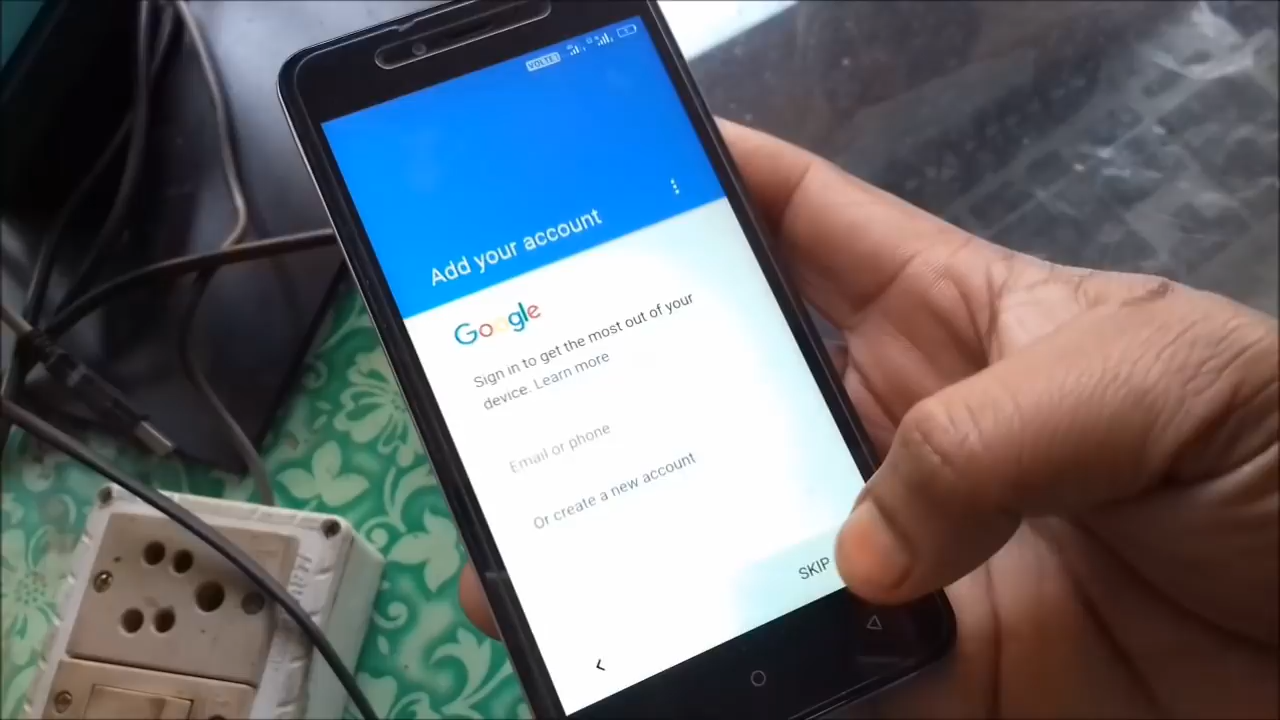 VOLTE1
Add your account
Google
Sign in to get the most out of your
device. Learn more
Email or phone
Or create a new account
SKIP